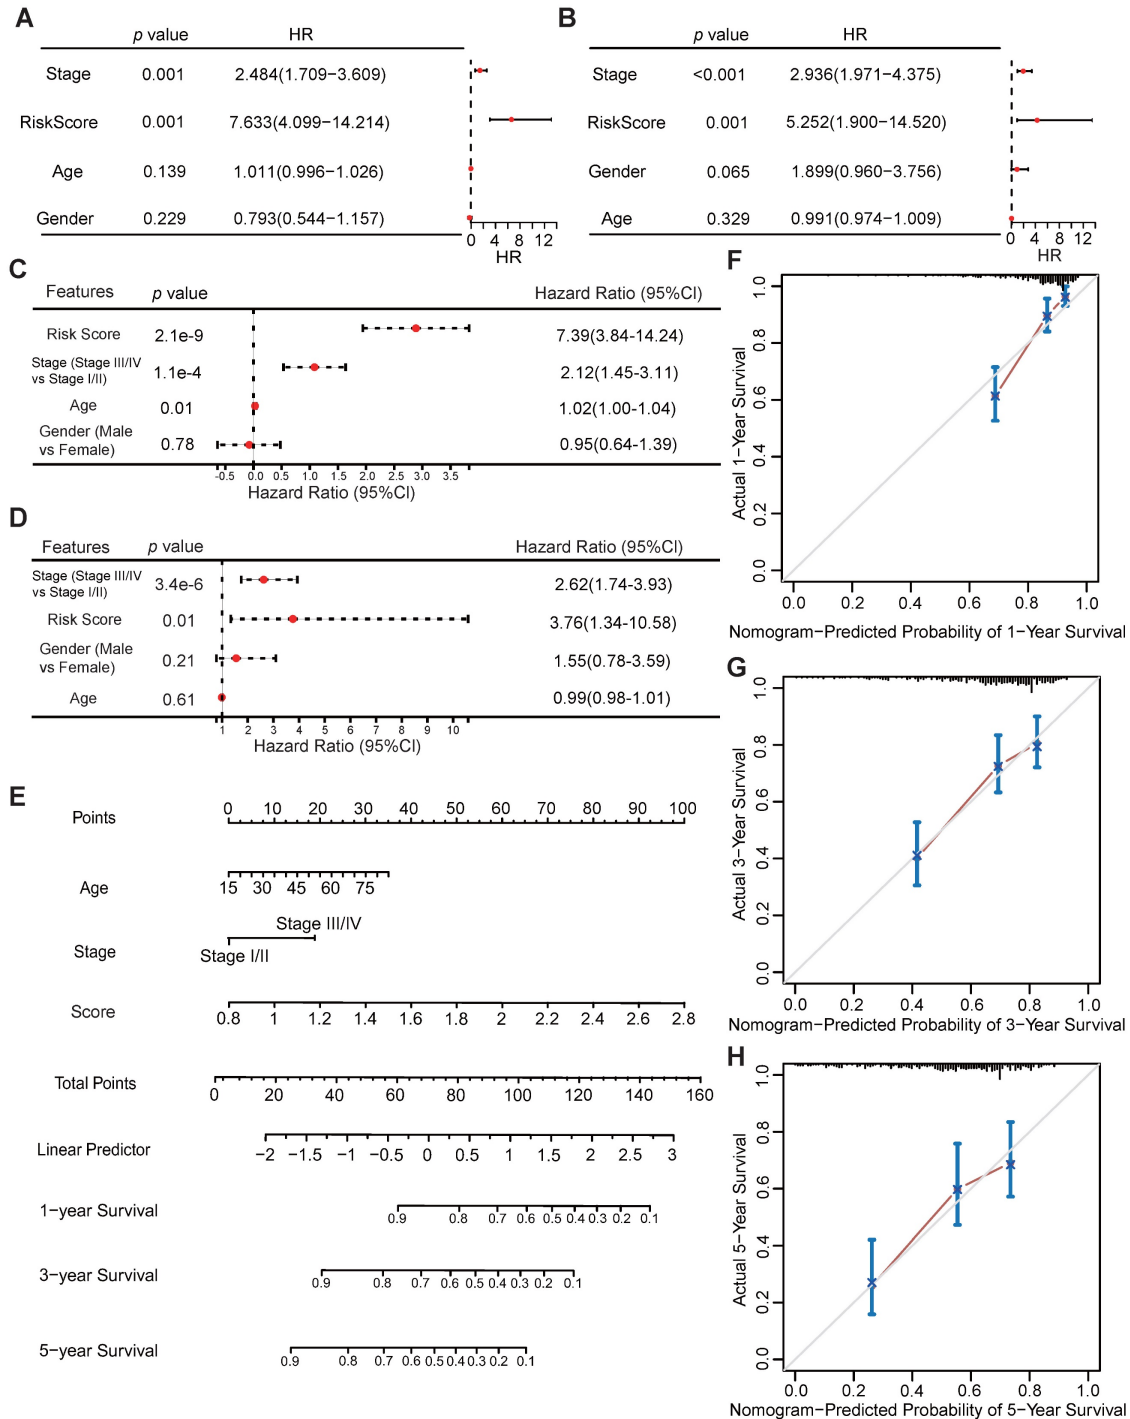 A
p value HR
Stage 0.001 2.484(1.709−3.609)
RiskScore 0.001 7.633(4.099−14.214)
Age 0.139 1.011(0.996−1.026)
Gender 0.229 0.793(0.544−1.157)
0 4 8 12
HR
B
p value HR
Stage <0.001 2.936(1.971−4.375)
RiskScore 0.001 5.252(1.900−14.520)
Gender 0.065 1.899(0.960−3.756)
Age 0.329 0.991(0.974−1.009)
0 4 8 12
HR
C
Features p value Hazard Ratio (95%CI)
Risk Score 2.1e-9 7.39(3.84-14.24)
Stage (Stage III/IV
vs Stage I/II) 1.1e-4 2.12(1.45-3.11)
Age 0.01 1.02(1.00-1.04)
Gender (Male
vs Female) 0.78 0.95(0.64-1.39)
-0.5 0.0 0.5 1.0 1.5 2.0 2.5 3.0 3.5
Hazard Ratio (95%CI)
D
Features p value Hazard Ratio (95%CI)
Stage (Stage III/IV
vs Stage I/II) 3.4e-6 2.62(1.74-3.93)
Risk Score 0.01 3.76(1.34-10.58)
Gender (Male
vs Female) 0.21 1.55(0.78-3.59)
Age 0.61 0.99(0.98-1.01)
1 2 3 4 5 6 7 8 9 10
Hazard Ratio (95%CI)
E
Points 0 10 20 30 40 50 60 70 80 90 100
Age 15 30 45 60 75
Stage III/IV
Stage
Stage I/II
Score 0.8 1 1.2 1.4 1.6 1.8 2 2.2 2.4 2.6 2.8
Total Points 0 20 40 60 80 100 120 140 160
Linear Predictor −2 −1.5 −1 −0.5 0 0.5 1 1.5 2 2.5 3
1-year Survival 0.9 0.8 0.7 0.6 0.5 0.4 0.3 0.2 0.1
3-year Survival 0.9 0.8 0.7 0.6 0.5 0.4 0.3 0.2 0.1
5-year Survival 0.9 0.8 0.7 0.6 0.5 0.4 0.3 0.2 0.1
F
Actual 1−Year Survival
0.0 0.2 0.4 0.6 0.8 1.0
0.0 0.2 0.4 0.6 0.8 1.0
Nomogram−Predicted Probability of 1−Year Survival
G
Actual 3−Year Survival
0.0 0.2 0.4 0.6 0.8 1.0
0.0 0.2 0.4 0.6 0.8 1.0
Nomogram−Predicted Probability of 3−Year Survival
H
Actual 5−Year Survival
0.0 0.2 0.4 0.6 0.8 1.0
0.0 0.2 0.4 0.6 0.8 1.0
Nomogram−Predicted Probability of 5−Year Survival